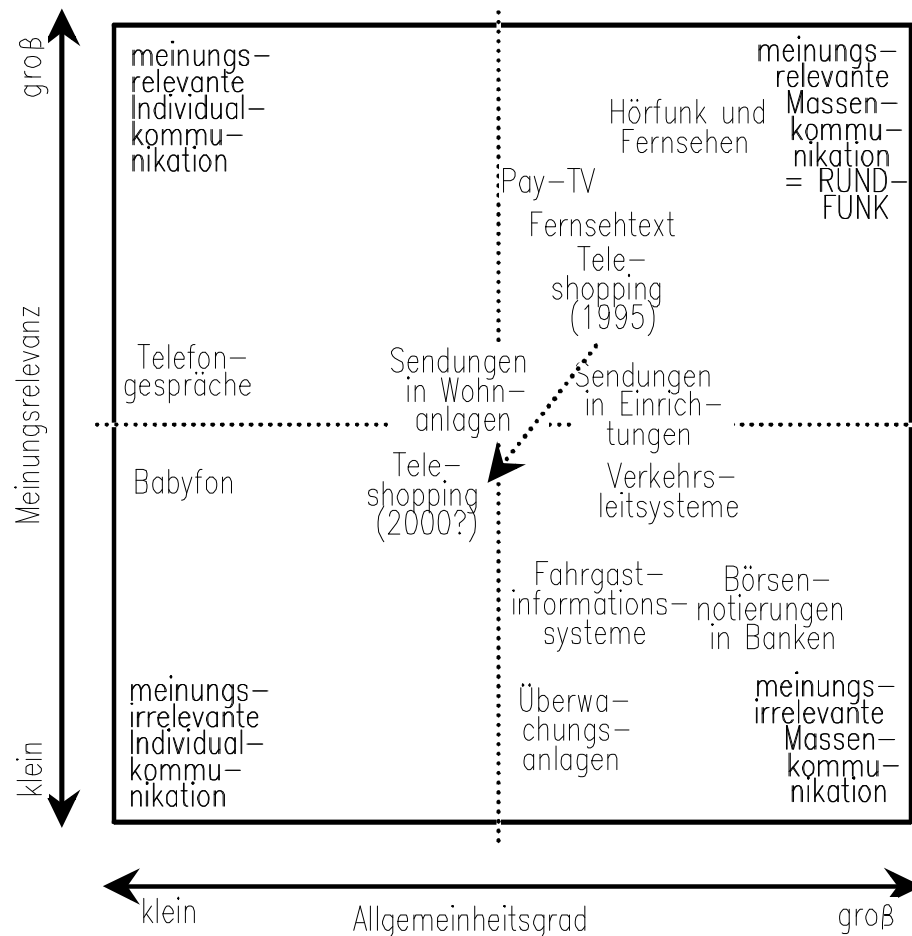 groß
Meinungsrelevanz
klein
meinungs–
relevante
Individual–
kommu–
nikation
meinungs–
relevante
Massen–
kommu–
nikation
= RUND–
FUNK
Hörfunk und
Fernsehen
Pay–TV
Fernsehtext
Tele–
shopping
(1995)
Telefon–
gespräche
Sendungen
in Wohn–
anlagen
Sendungen
in Einrich–
tungen
Babyfon
Tele–
shopping
(2000?)
Verkehrs–
leitsysteme
Fahrgast–
informations–
systeme
Börsen–
notierungen
in Banken
meinungs–
irrelevante
Individual–
kommu–
nikation
Überwa–
chungs–
anlagen
meinungs–
irrelevante
Massen–
kommu–
nikation
klein
Allgemeinheitsgrad
groß